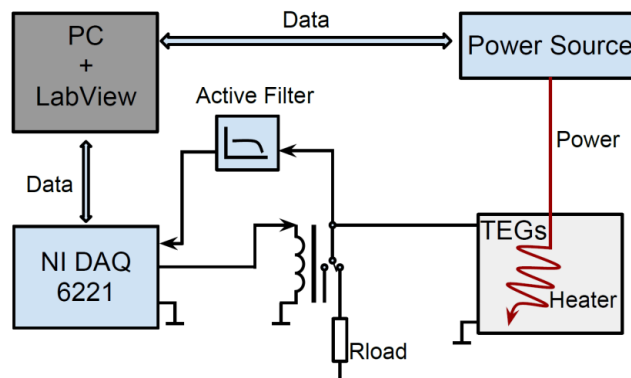 PC
+
LabView
Data
Power Source
Active Filter
Power
Data
NI DAQ
6221
TEGs
Heater
Rload